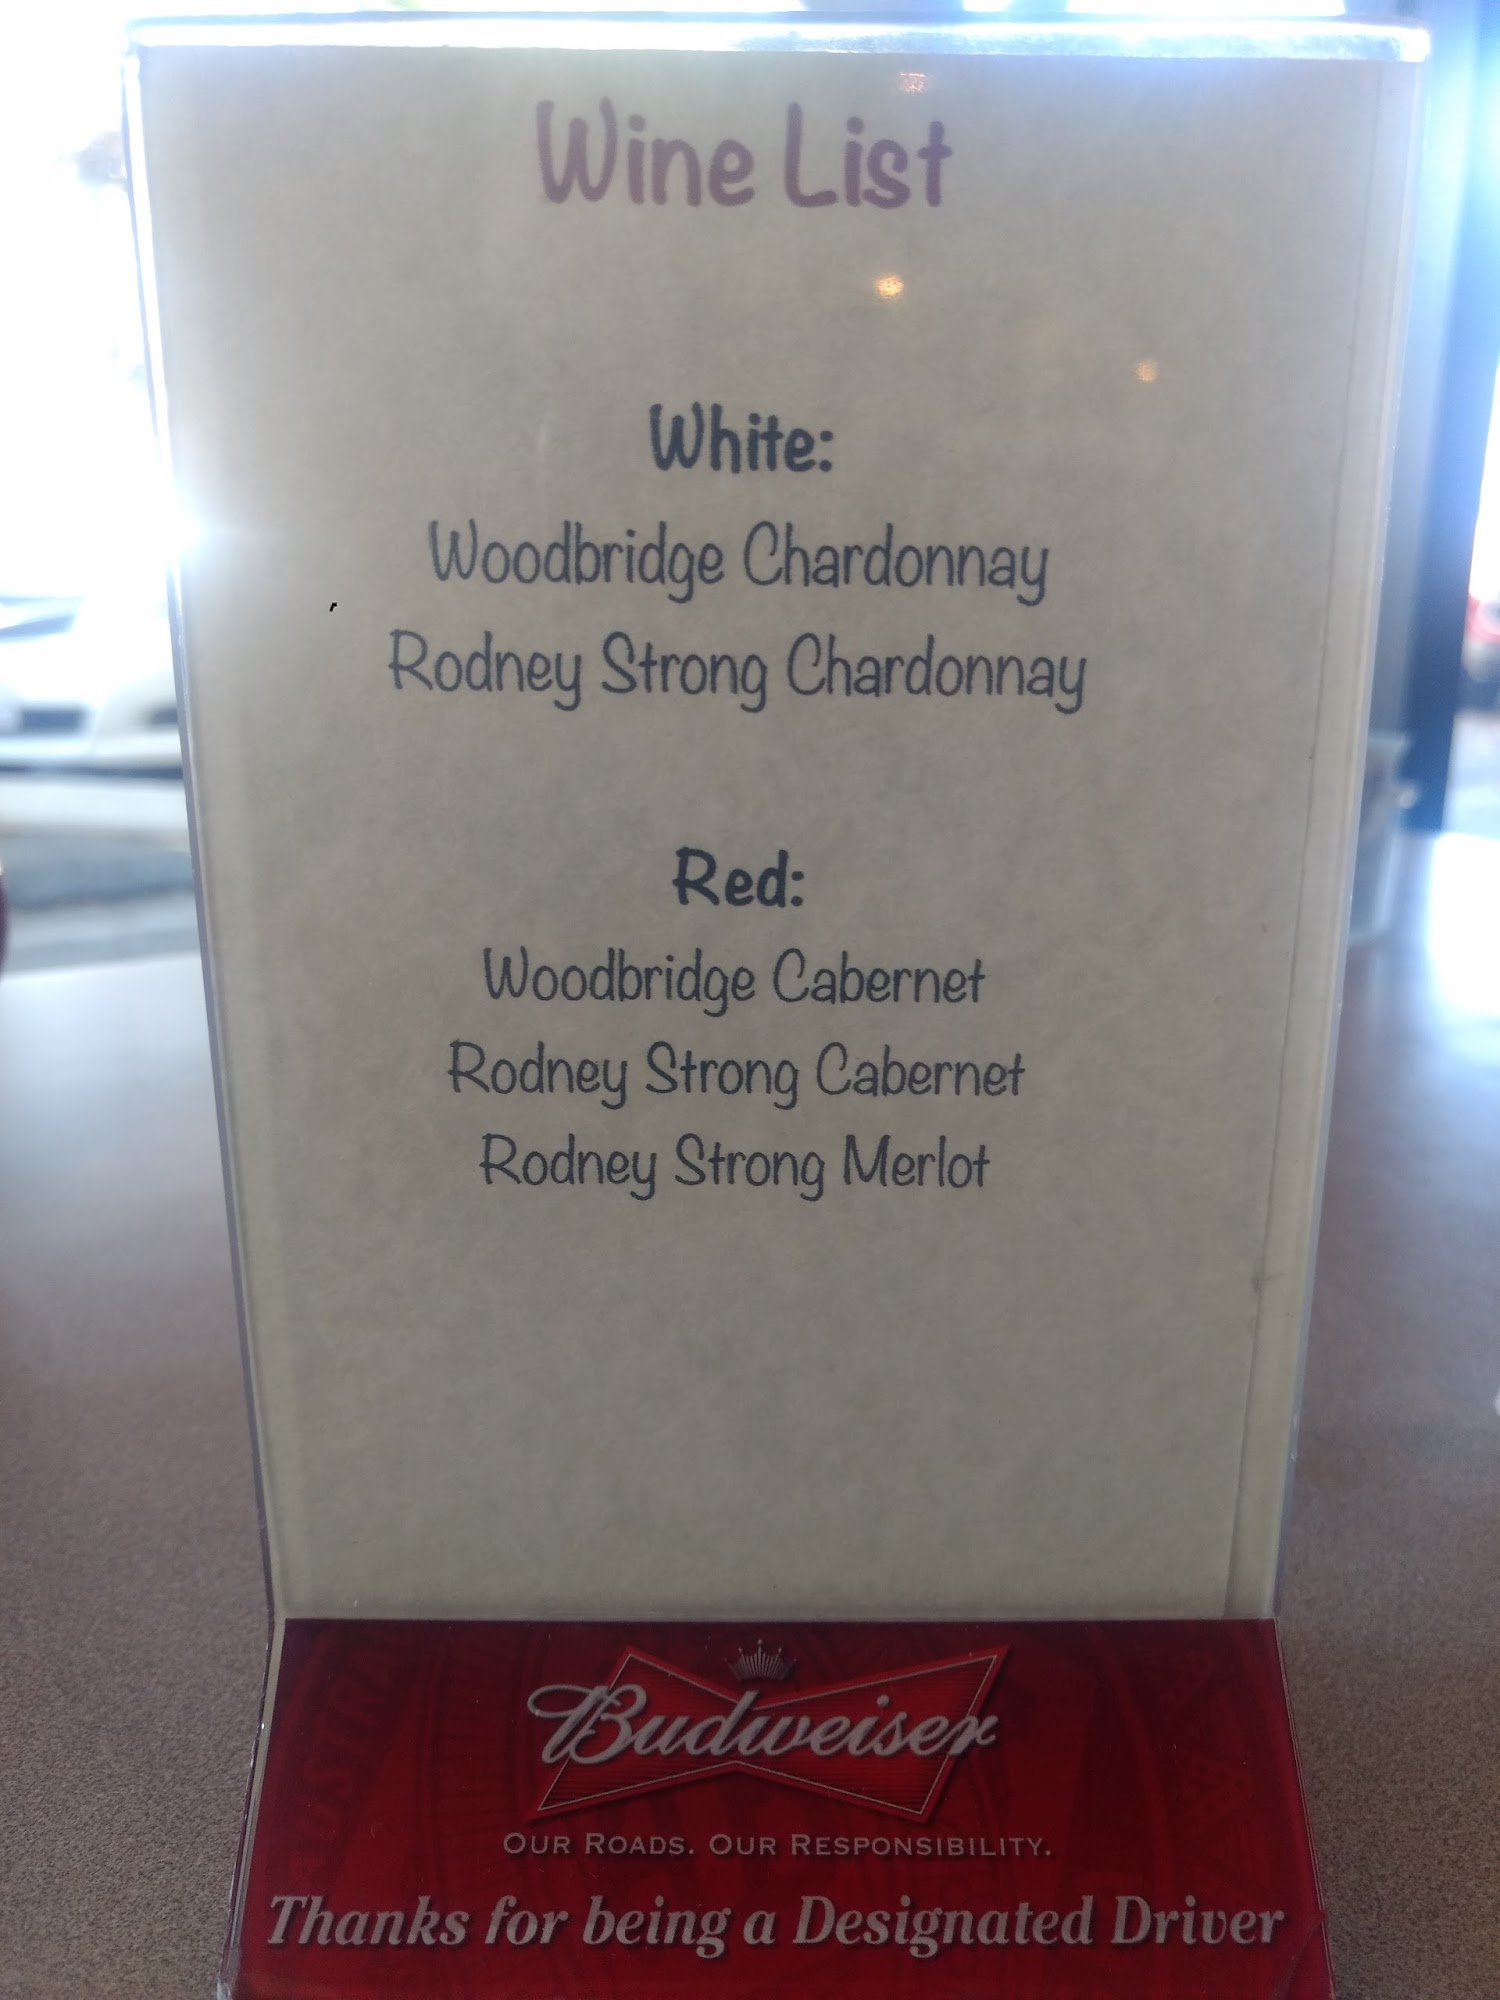 Wine List
White:
Woodbridge Chardonnay
Rodney Strong Chardonnay
Red:
Woodbridge Cabernet
Rodney Strong Cabernet
Rodney Strong Merlot
Budweiser
OUR ROADS. OUR RESPONSIBILITY.
Thanks for being a Designated Driver